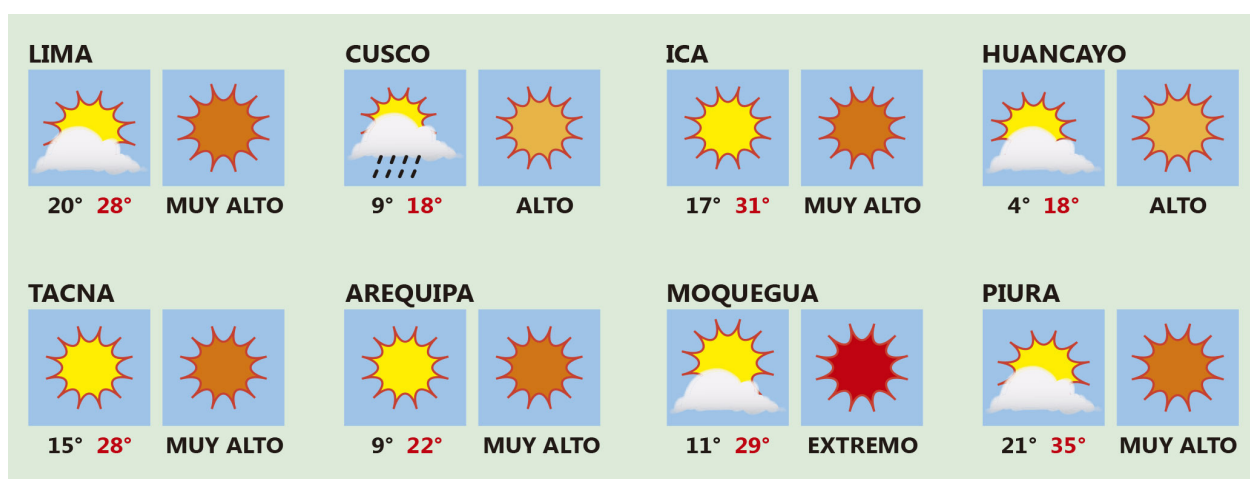 LIMA
20° 28° MUY ALTO
CUSCO
9° 18° ALTO
ICA
17° 31° MUY ALTO
HUANCAYO
4° 18° ALTO
TACNA
15° 28° MUY ALTO
AREQUIPA
9° 22° MUY ALTO
MOQUEGUA
11° 29° EXTREMO
PIURA
21° 35° MUY ALTO